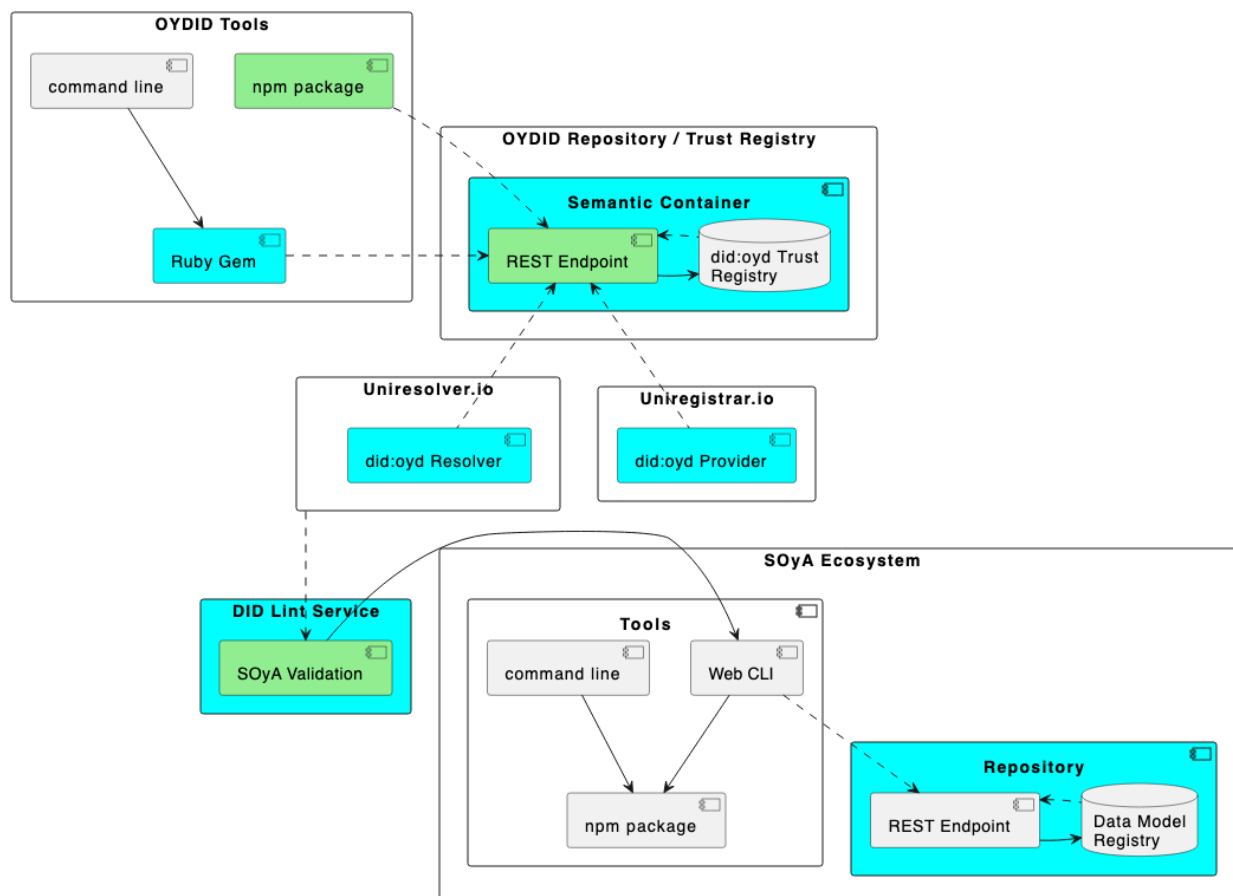 OYDID Tools
command line
npm package
Ruby Gem
OYDID Repository / Trust Registry
Semantic Container
REST Endpoint
did:oyd Trust
Registry
Uniresolver.io
did:oyd Resolver
Uniregistrar.io
did:oyd Provider
DID Lint Service
SOyA Validation
SOyA Ecosystem
Tools
command line
Web CLI
npm package
Repository
REST Endpoint
Data Model
Registry